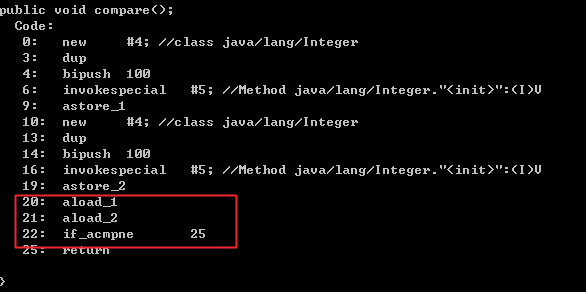 public void compare();
  Code:
   0:   new     #4; //class java/lang/Integer
   3:   dup
   4:   bipush  100
   6:   invokespecial   #5; //Method java/lang/Integer."<init>":(I)V
   9:   astore_1
   10:  new     #4; //class java/lang/Integer
   13:  dup
   14:  bipush  100
   16:  invokespecial   #5; //Method java/lang/Integer."<init>":(I)V
   19:  astore_2
   20:  aload_1
   21:  aload_2
   22:  if_acmpne       25
   25:  return
}